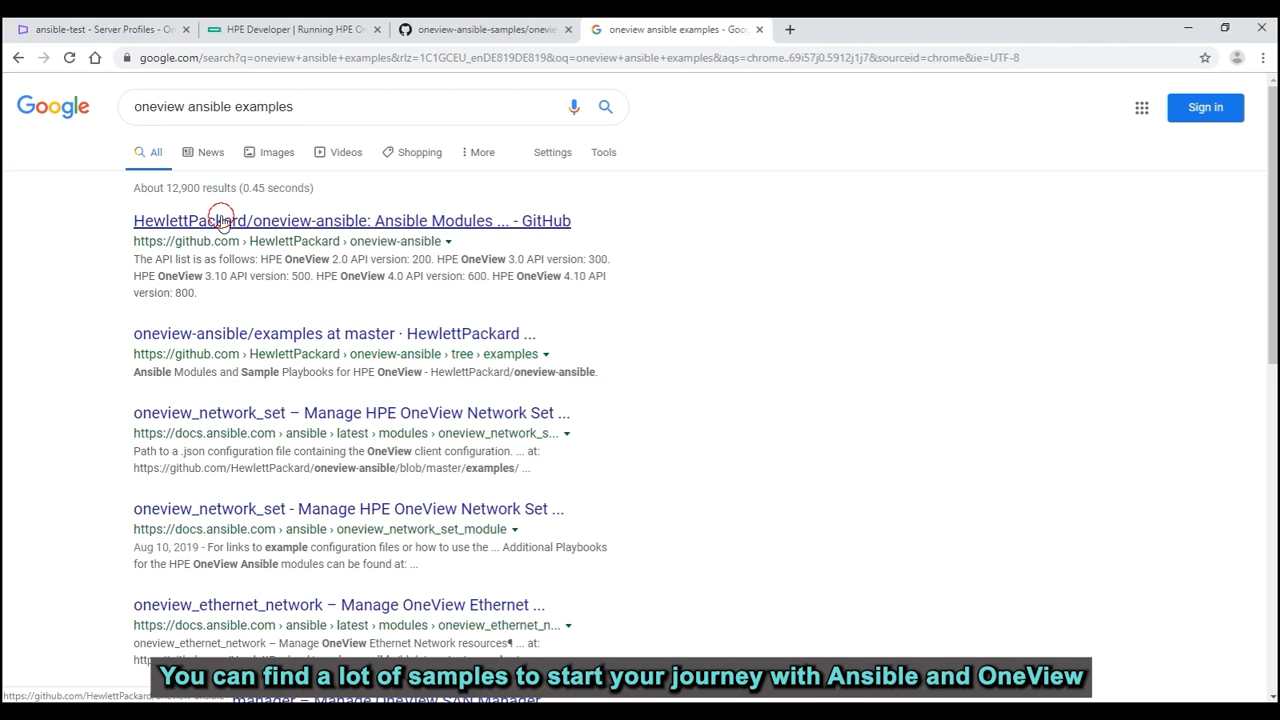 ansible-test - Server Profiles - On
HPE Developer | Running HPE O
oneview-ansible-samples/onevie
oneview ansible examples - Goo
google.com/search?q=oneview+ansible+examples&rlz=1C1GCEU_enDE819DE819&oq=oneview+ansible+examples&aqs=chrome..69i57j0.5912j1j7&sourceid=chrome&ie=UTF-8
Google
oneview ansible examples
Sign in
All
News
Images
Videos
Shopping
More
Settings
Tools
About 12,900 results (0.45 seconds)
HewlettPackard/oneview-ansible: Ansible Modules ... - GitHub
https://github.com › HewlettPackard › oneview-ansible
The API list is as follows: HPE OneView 2.0 API version: 200. HPE OneView 3.0 API version: 300.
HPE OneView 3.10 API version: 500. HPE OneView 4.0 API version: 600. HPE OneView 4.10 API
version: 800.
oneview-ansible/examples at master · HewlettPackard ...
https://github.com › HewlettPackard › oneview-ansible › tree › examples
Ansible Modules and Sample Playbooks for HPE OneView - HewlettPackard/oneview-ansible.
oneview_network_set – Manage HPE OneView Network Set ...
https://docs.ansible.com › ansible › latest › modules › oneview_network_s...
Path to a .json configuration file containing the OneView client configuration. ... at:
https://github.com/HewlettPackard/oneview-ansible/blob/master/examples/ ...
oneview_network_set - Manage HPE OneView Network Set ...
https://docs.ansible.com › ansible › oneview_network_set_module
Aug 10, 2019 - For links to example configuration files or how to use the ... Additional Playbooks
for the HPE OneView Ansible modules can be found at: ...
oneview_ethernet_network – Manage OneView Ethernet ...
https://docs.ansible.com › ansible › latest › modules › oneview_ethernet_n...
oneview_ethernet_network – Manage OneView Ethernet Network resources¶ ... at:
You can find a lot of samples to start your journey with Ansible and OneView
manager – Manage OneView SAN Manager